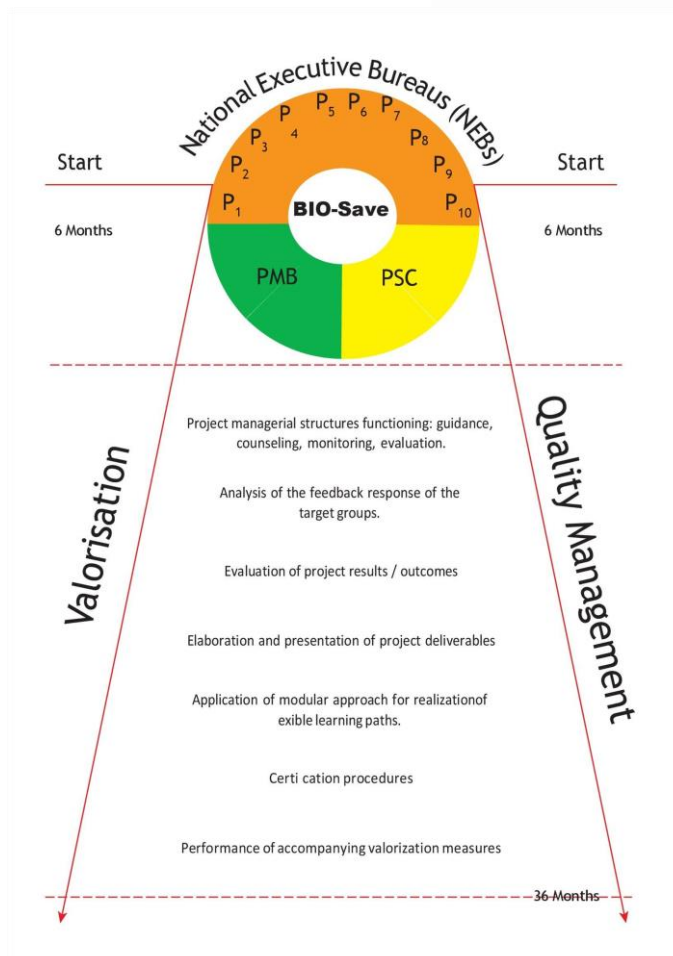 National Executive Bureaus (NEBs)
P1
P2
P3
P4
P5
P6
P7
P8
P9
P10
Start
Start
BIO-Save
6 Months
6 Months
PMB
PSC
Project managerial structures functioning: guidance,
counseling, monitoring, evaluation.
Analysis of the feedback response of the
target groups.
Evaluation of project results / outcomes
Elaboration and presentation of project deliverables
Application of modular approach for realizationof
exible learning paths.
Certi cation procedures
Performance of accompanying valorization measures
Valorisation
Quality Management
36 Months